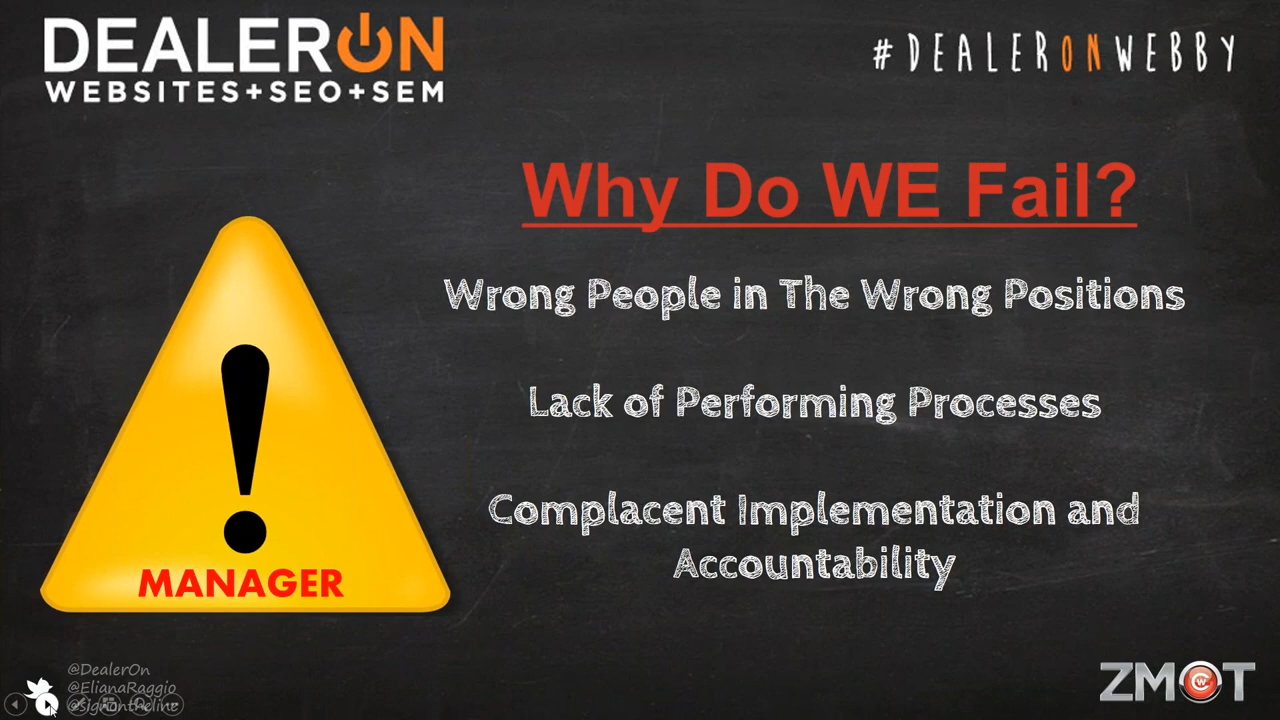 DEALERON
WEBSITES+SEO+SEM
#DEALERONWEBBY
Why Do WE Fail?
Wrong People in The Wrong Positions
Lack of Performing Processes
Complacent Implementation and
Accountability
!
MANAGER
@DealerOn
@ElianaRaggio
@signontheline
ZMOT